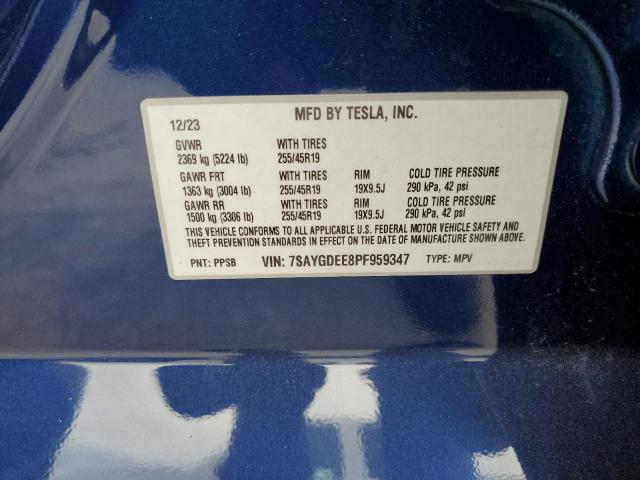 MFD BY TESLA, INC.
12/23
GVWR WITH TIRES
2369 kg (5224 lb) 255/45R19
GAWR FRT WITH TIRES RIM COLD TIRE PRESSURE
1363 kg (3004 lb) 255/45R19 19X9.5J 290 kPa, 42 psi
GAWR RR WITH TIRES RIM COLD TIRE PRESSURE
1500 kg (3306 lb) 255/45R19 19X9.5J 290 kPa, 42 psi
THIS VEHICLE CONFORMS TO ALL APPLICABLE U.S. FEDERAL MOTOR VEHICLE SAFETY AND
THEFT PREVENTION STANDARDS IN EFFECT ON THE DATE OF MANUFACTURE SHOWN ABOVE.
PNT: PPSB VIN: 7SAYGDEE8PF959347 TYPE: MPV